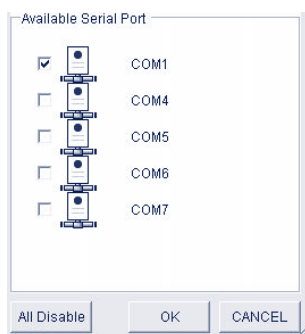 Available Serial Port
COM1
COM4
COM5
COM6
COM7
All Disable OK CANCEL